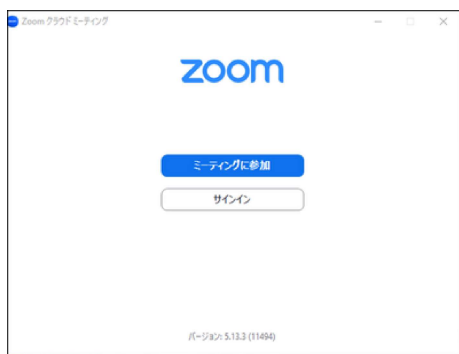 Zoom クラウド ミーティング
zoom
ミーティングに参加
サインイン
バージョン: 5.13.3 (11494)